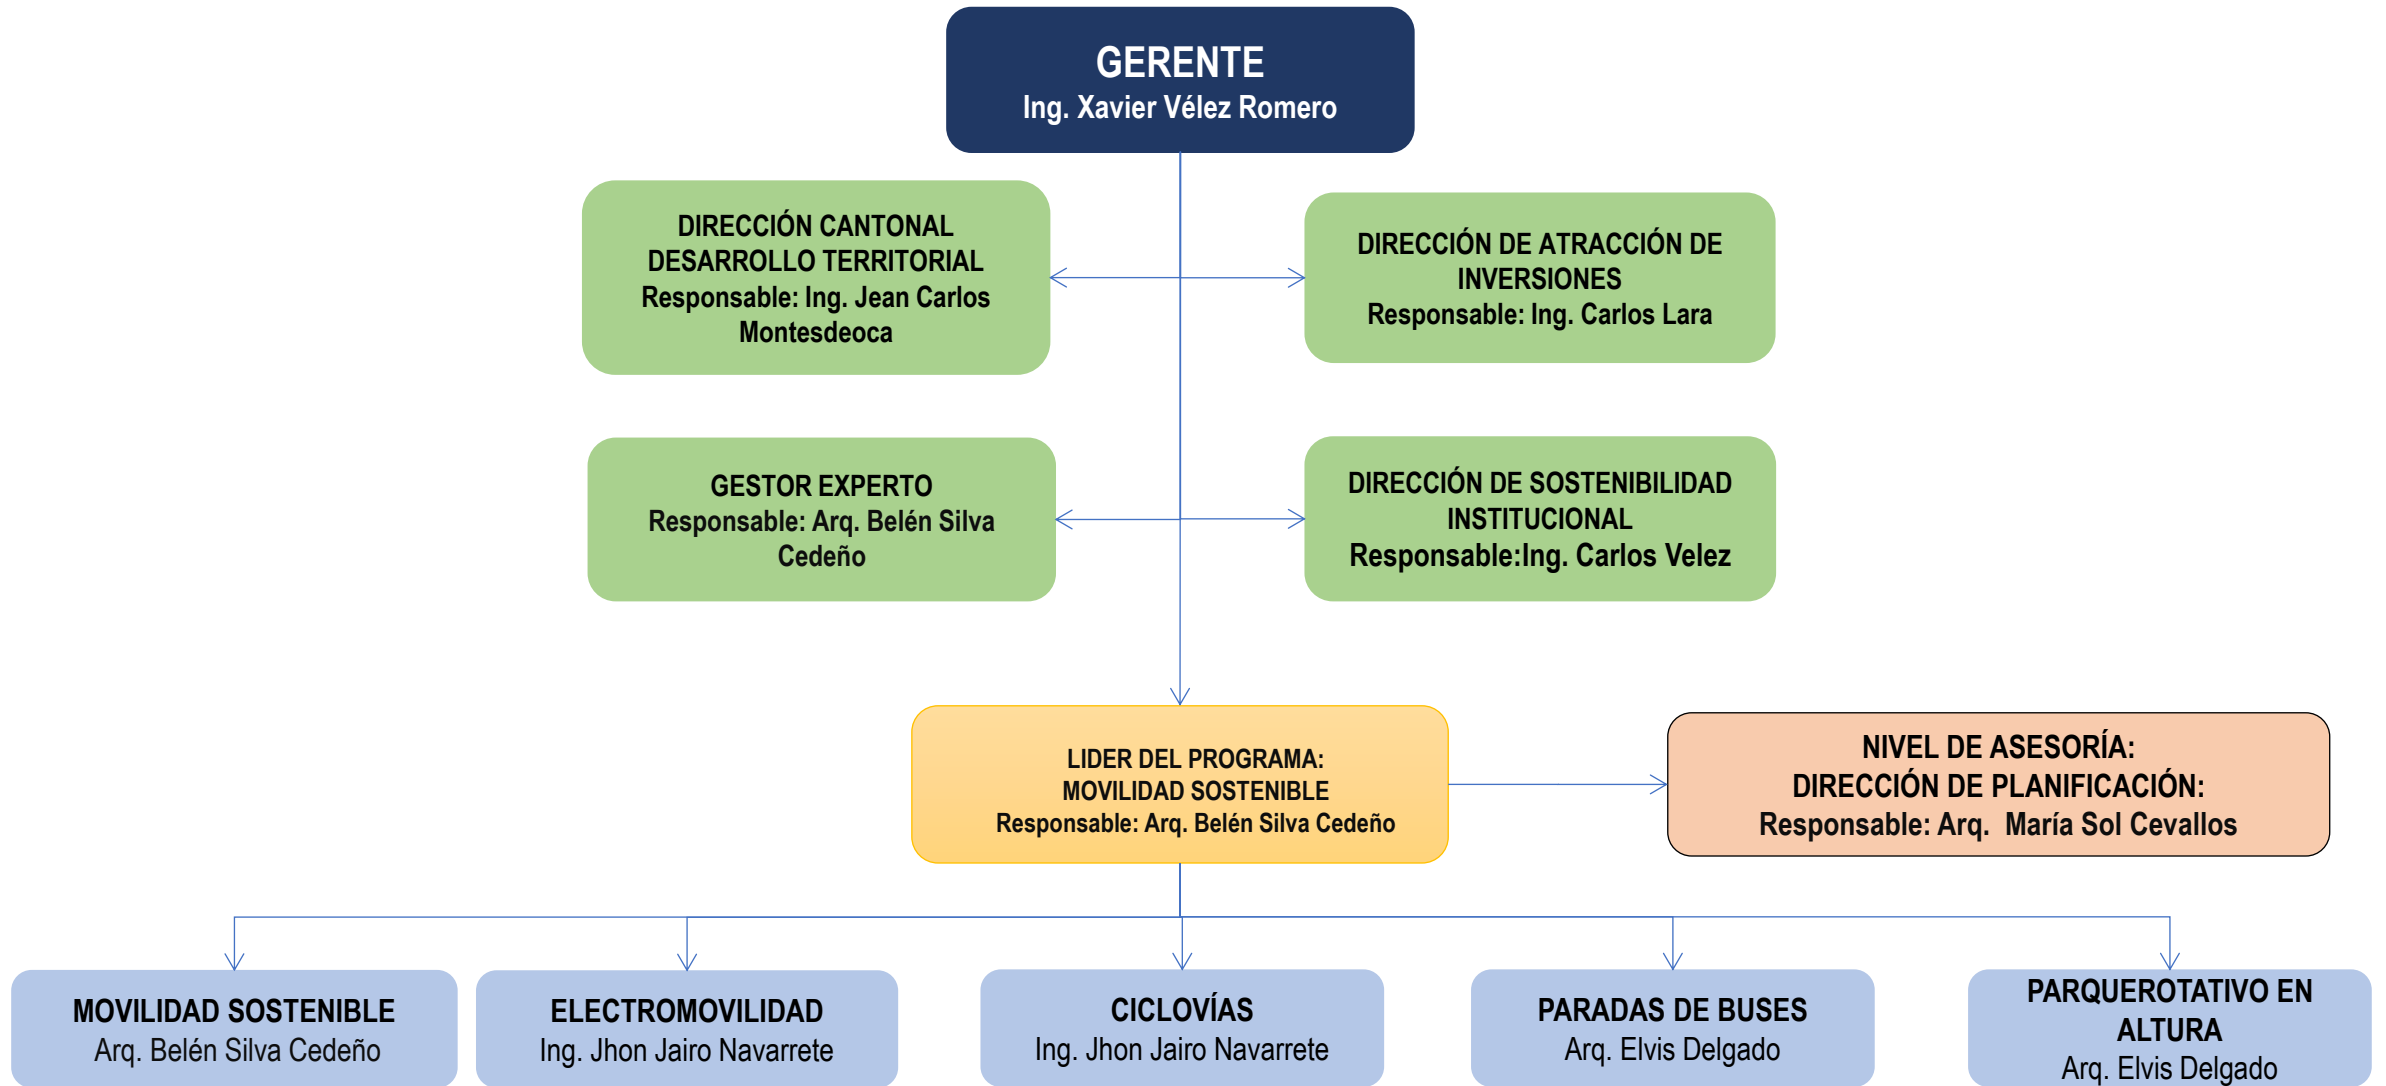 GERENTE
Ing. Xavier Vélez Romero
DIRECCIÓN CANTONAL
DESARROLLO TERRITORIAL
Responsable: Ing. Jean Carlos
Montesdeoca
DIRECCIÓN DE ATRACCIÓN DE
INVERSIONES
Responsable: Ing. Carlos Lara
GESTOR EXPERTO
Responsable: Arq. Belén Silva
Cedeño
DIRECCIÓN DE SOSTENIBILIDAD
INSTITUCIONAL
Responsable:Ing. Carlos Velez
LIDER DEL PROGRAMA:
MOVILIDAD SOSTENIBLE
Responsable: Arq. Belén Silva Cedeño
NIVEL DE ASESORÍA:
DIRECCIÓN DE PLANIFICACIÓN:
Responsable: Arq. María Sol Cevallos
MOVILIDAD SOSTENIBLE
Arq. Belén Silva Cedeño
ELECTROMOVILIDAD
Ing. Jhon Jairo Navarrete
CICLOVÍAS
Ing. Jhon Jairo Navarrete
PARADAS DE BUSES
Arq. Elvis Delgado
PARQUEROTATIVO EN
ALTURA
Arq. Elvis Delgado